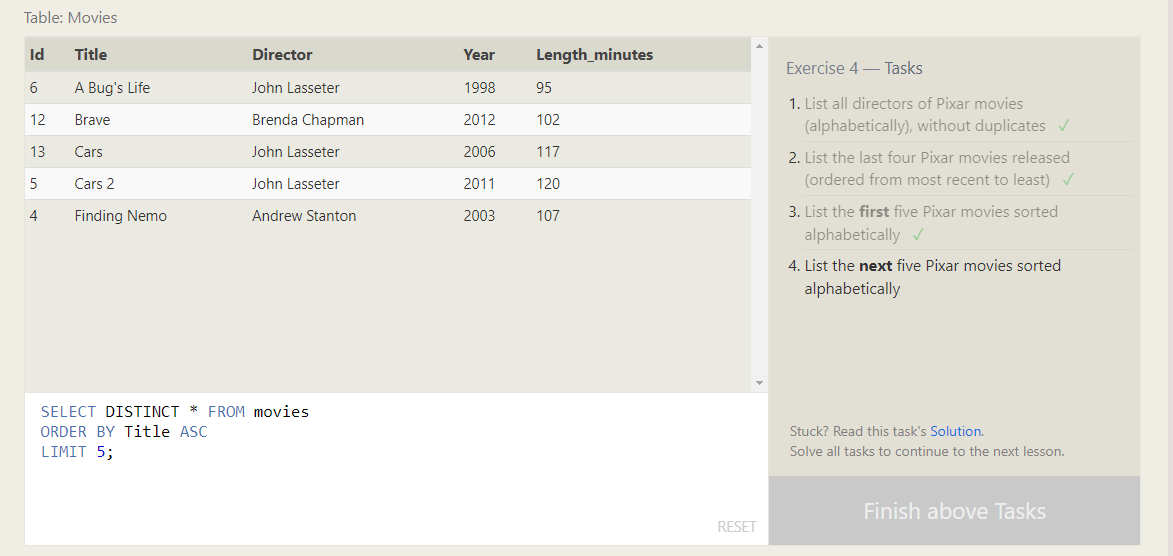 Table: Movies
Id Title Director Year Length_minutes
6 A Bug's Life John Lasseter 1998 95
12 Brave Brenda Chapman 2012 102
13 Cars John Lasseter 2006 117
5 Cars 2 John Lasseter 2011 120
4 Finding Nemo Andrew Stanton 2003 107
SELECT DISTINCT * FROM movies
ORDER BY Title ASC
LIMIT 5;
RESET
Exercise 4 — Tasks
1. List all directors of Pixar movies
(alphabetically), without duplicates ✓
2. List the last four Pixar movies released
(ordered from most recent to least) ✓
3. List the first five Pixar movies sorted
alphabetically ✓
4. List the next five Pixar movies sorted
alphabetically
Stuck? Read this task's Solution.
Solve all tasks to continue to the next lesson.
Finish above Tasks